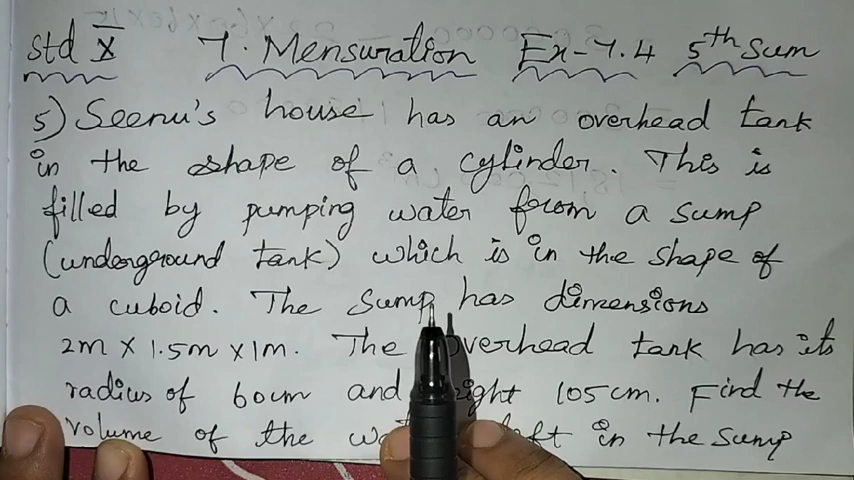 std X 7. Mensuration Ex-7.4 5th Sum
5) Seenu's house has an overhead tank
in the shape of a cylinder. This is
filled by pumping water from a sump
(underground tank) which is in the shape of
a cuboid. The Sump has dimensions
2m X 1.5m X 1m. The overhead tank has its
radius of 60cm and height 105cm. Find the
volume of the left in the sump